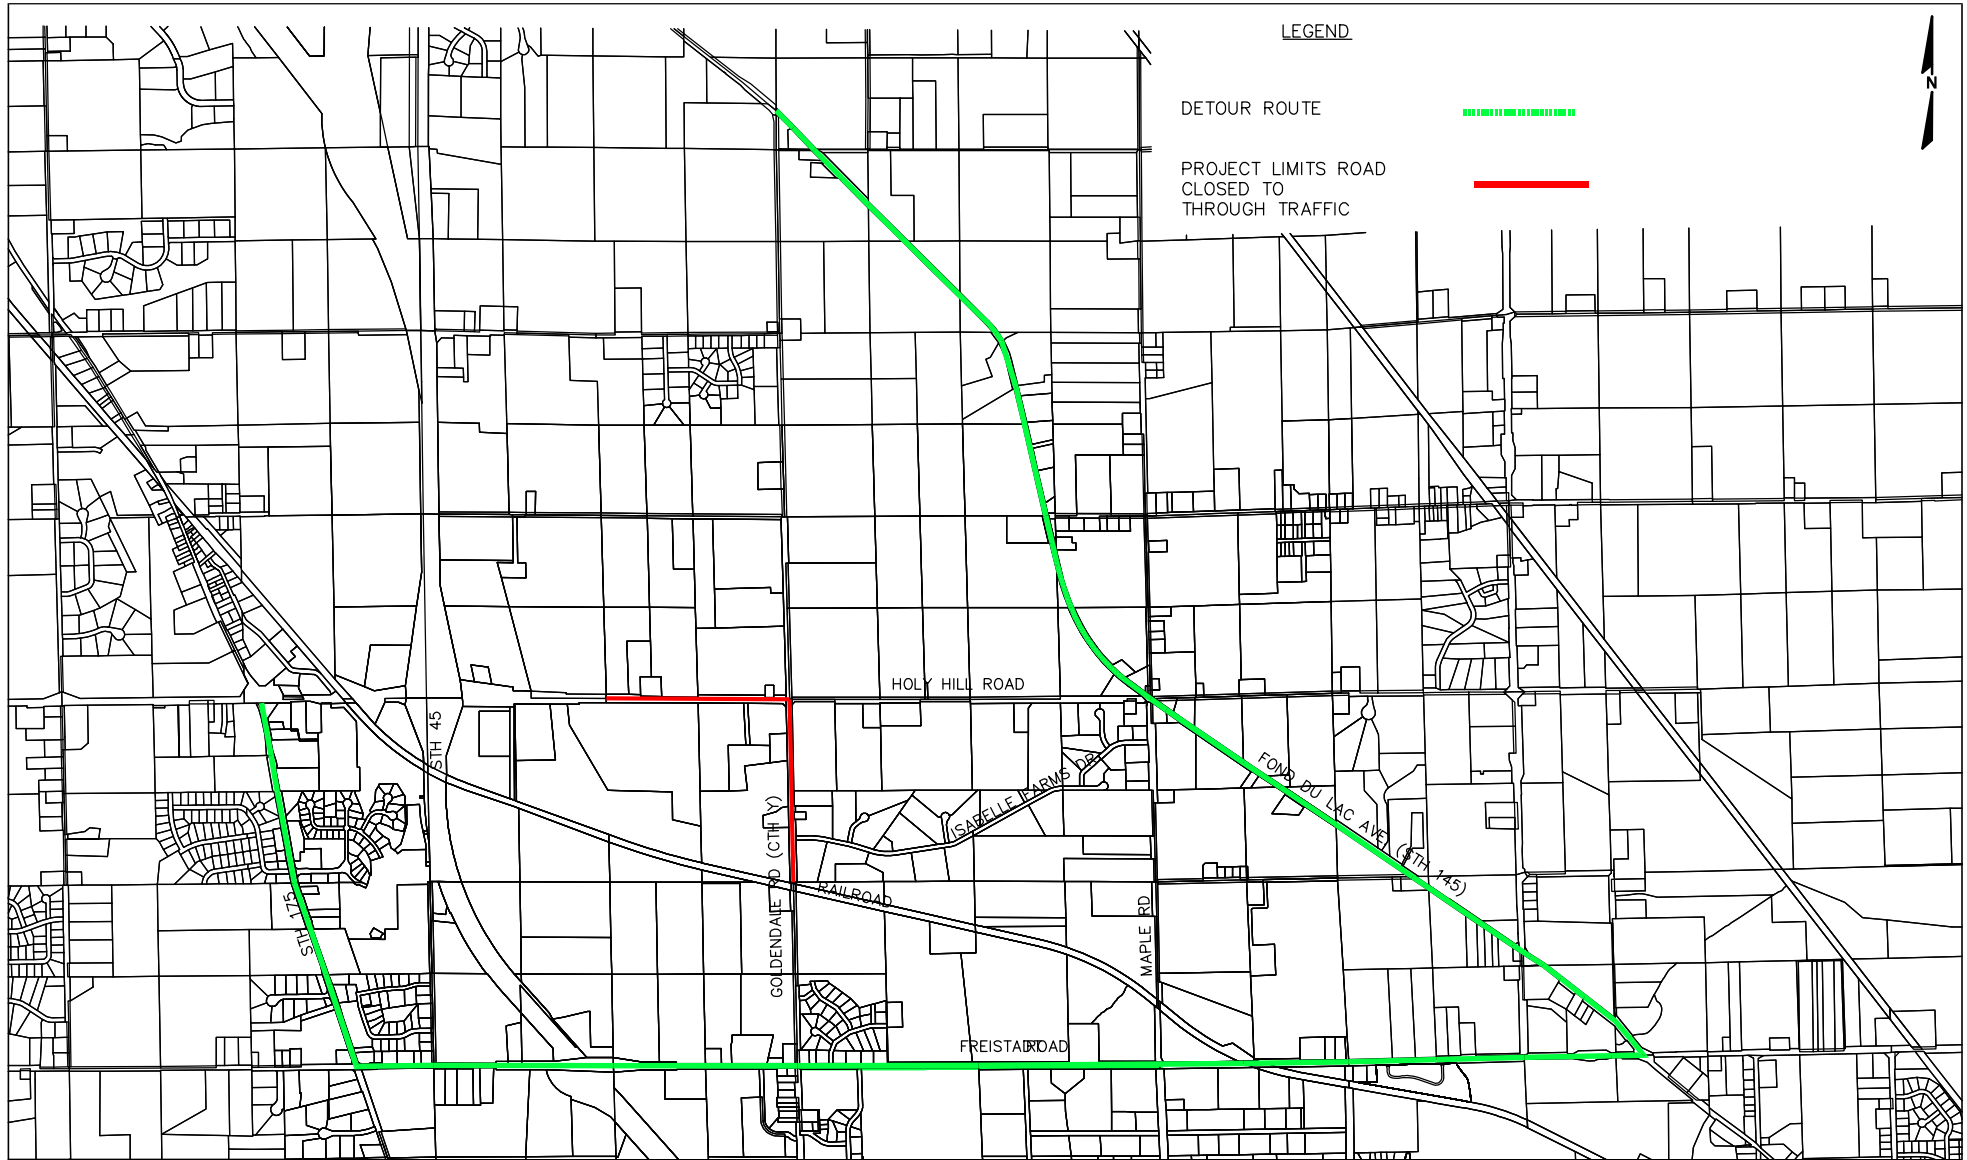 LEGEND
N
DETOUR ROUTE
PROJECT LIMITS ROAD
CLOSED TO
THROUGH TRAFFIC
HOLY HILL ROAD
STH 45
FOND DU LAC AVE (STH 145)
ISABELLE FARMS DR
GOLDENDALE RD (CTH Y)
RAILROAD
STH 175
MAPLE RD
FREISTADT ROAD